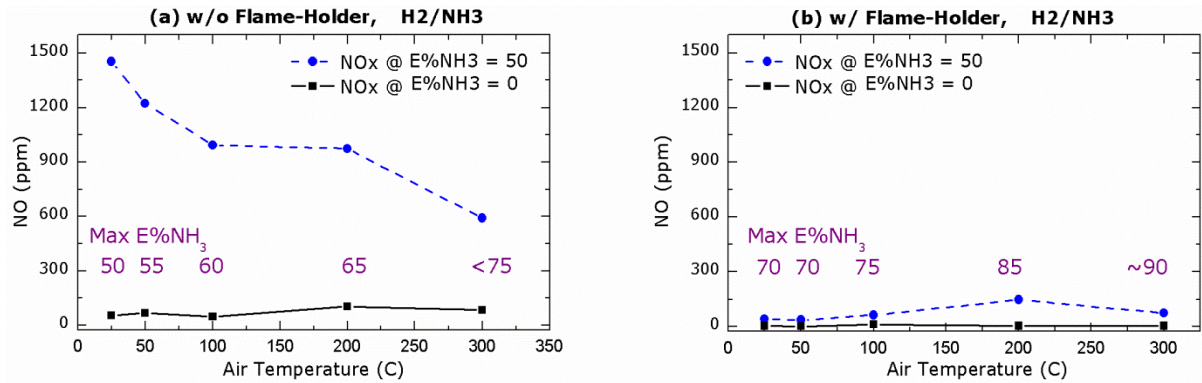 (a) w/o Flame-Holder, H2/NH3
1500
1200
900
600
300
0
NO (ppm)
NOx @ E%NH3 = 50
NOx @ E%NH3 = 0
Max E%NH3
50 55 60 65 <75
0 50 100 150 200 250 300 350
Air Temperature (C)
(b) w/ Flame-Holder, H2/NH3
1500
1200
900
600
300
0
NO (ppm)
NOx @ E%NH3 = 50
NOx @ E%NH3 = 0
Max E%NH3
70 70 75 85 ~90
0 50 100 150 200 250 300
Air Temperature (C)